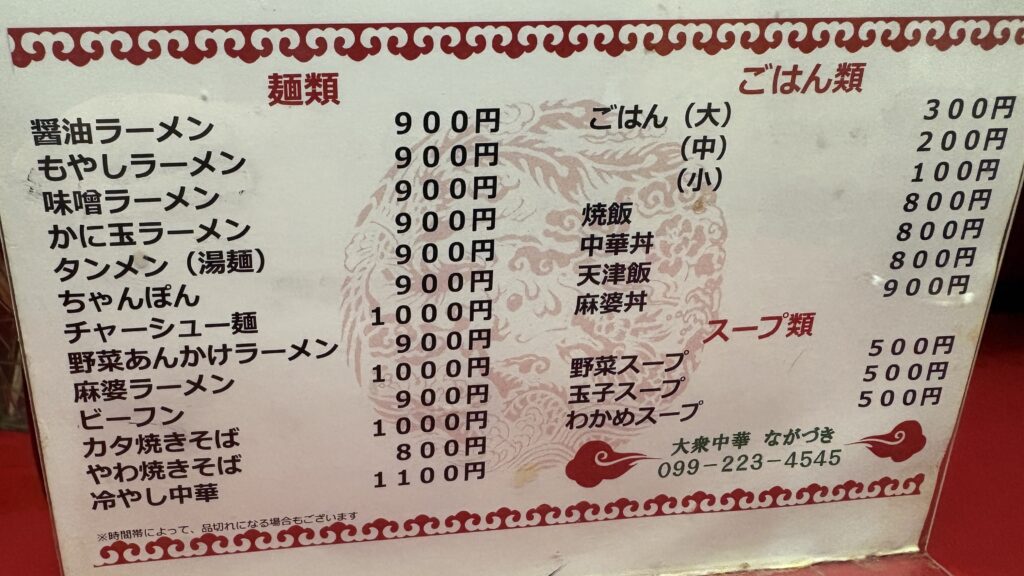 麺類
醤油ラーメン 900円
もやしラーメン 900円
味噌ラーメン 900円
かに玉ラーメン 900円
タンメン（湯麺） 900円
ちゃんぽん 900円
チャーシュー麺 1000円
野菜あんかけラーメン 900円
麻婆ラーメン 1000円
ビーフン 900円
カタ焼きそば 1000円
やわ焼きそば 800円
冷やし中華 1100円
※時間帯によって、品切れになる場合もございます
ごはん類
ごはん（大） 300円
（中） 200円
（小） 100円
焼飯 800円
中華丼 800円
天津飯 800円
麻婆丼 900円
スープ類
野菜スープ 500円
玉子スープ 500円
わかめスープ 500円
大衆中華 ながづき
099-223-4545